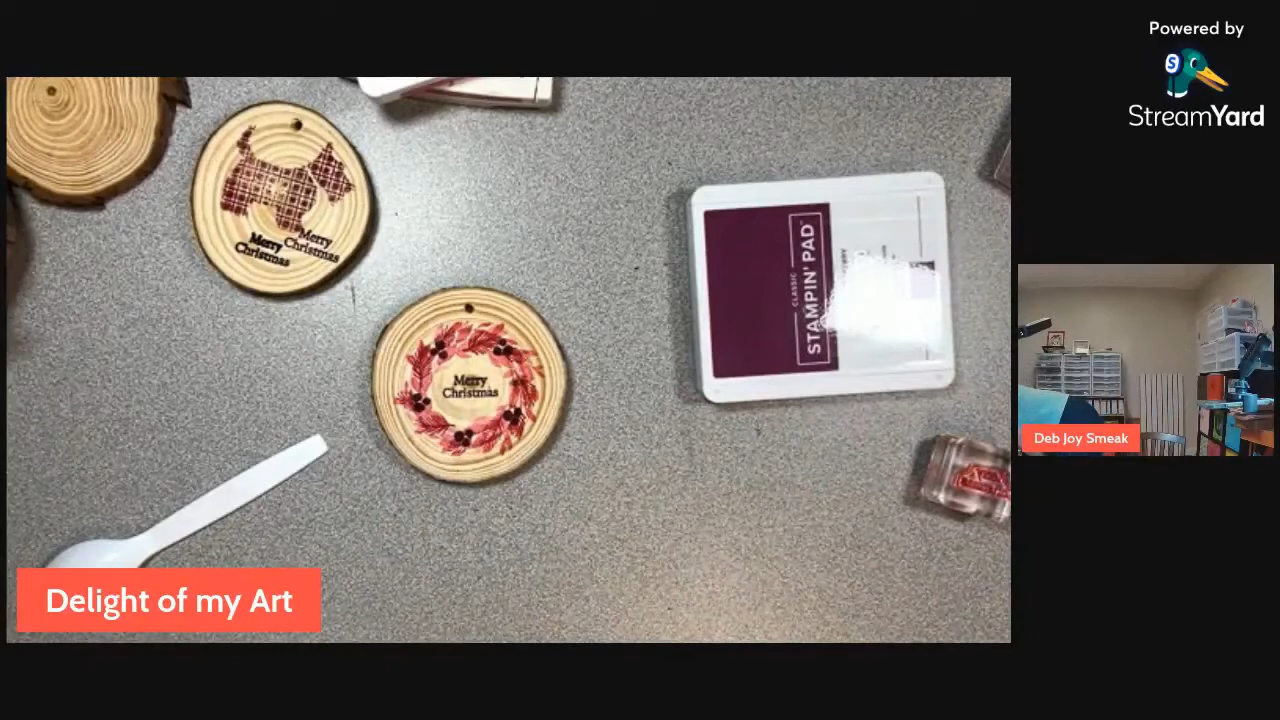 Powered by
StreamYard
Merry
Christmas
Merry
Christmas
Merry
Christmas
CLASSIC
STAMPIN' PAD
Deb Joy Smeak
Delight of my Art